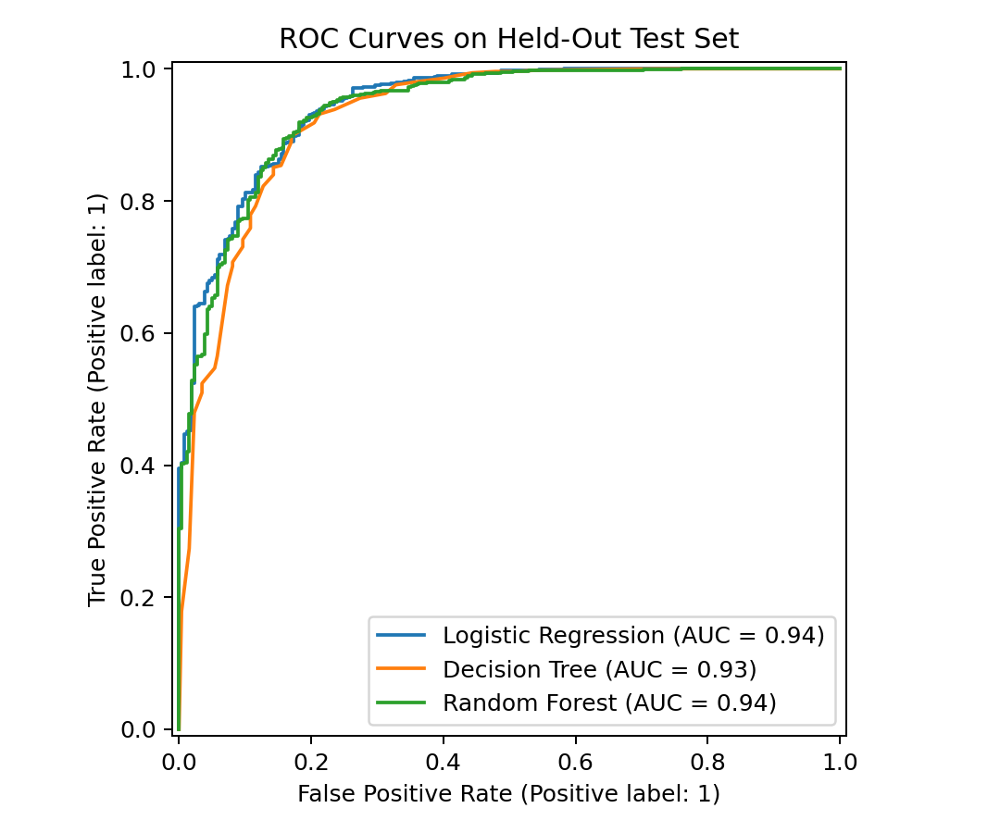 ROC Curves on Held-Out Test Set
True Positive Rate (Positive label: 1)
1.0
0.8
0.6
0.4
0.2
0.0
Logistic Regression (AUC = 0.94)
Decision Tree (AUC = 0.93)
Random Forest (AUC = 0.94)
0.0 0.2 0.4 0.6 0.8 1.0
False Positive Rate (Positive label: 1)